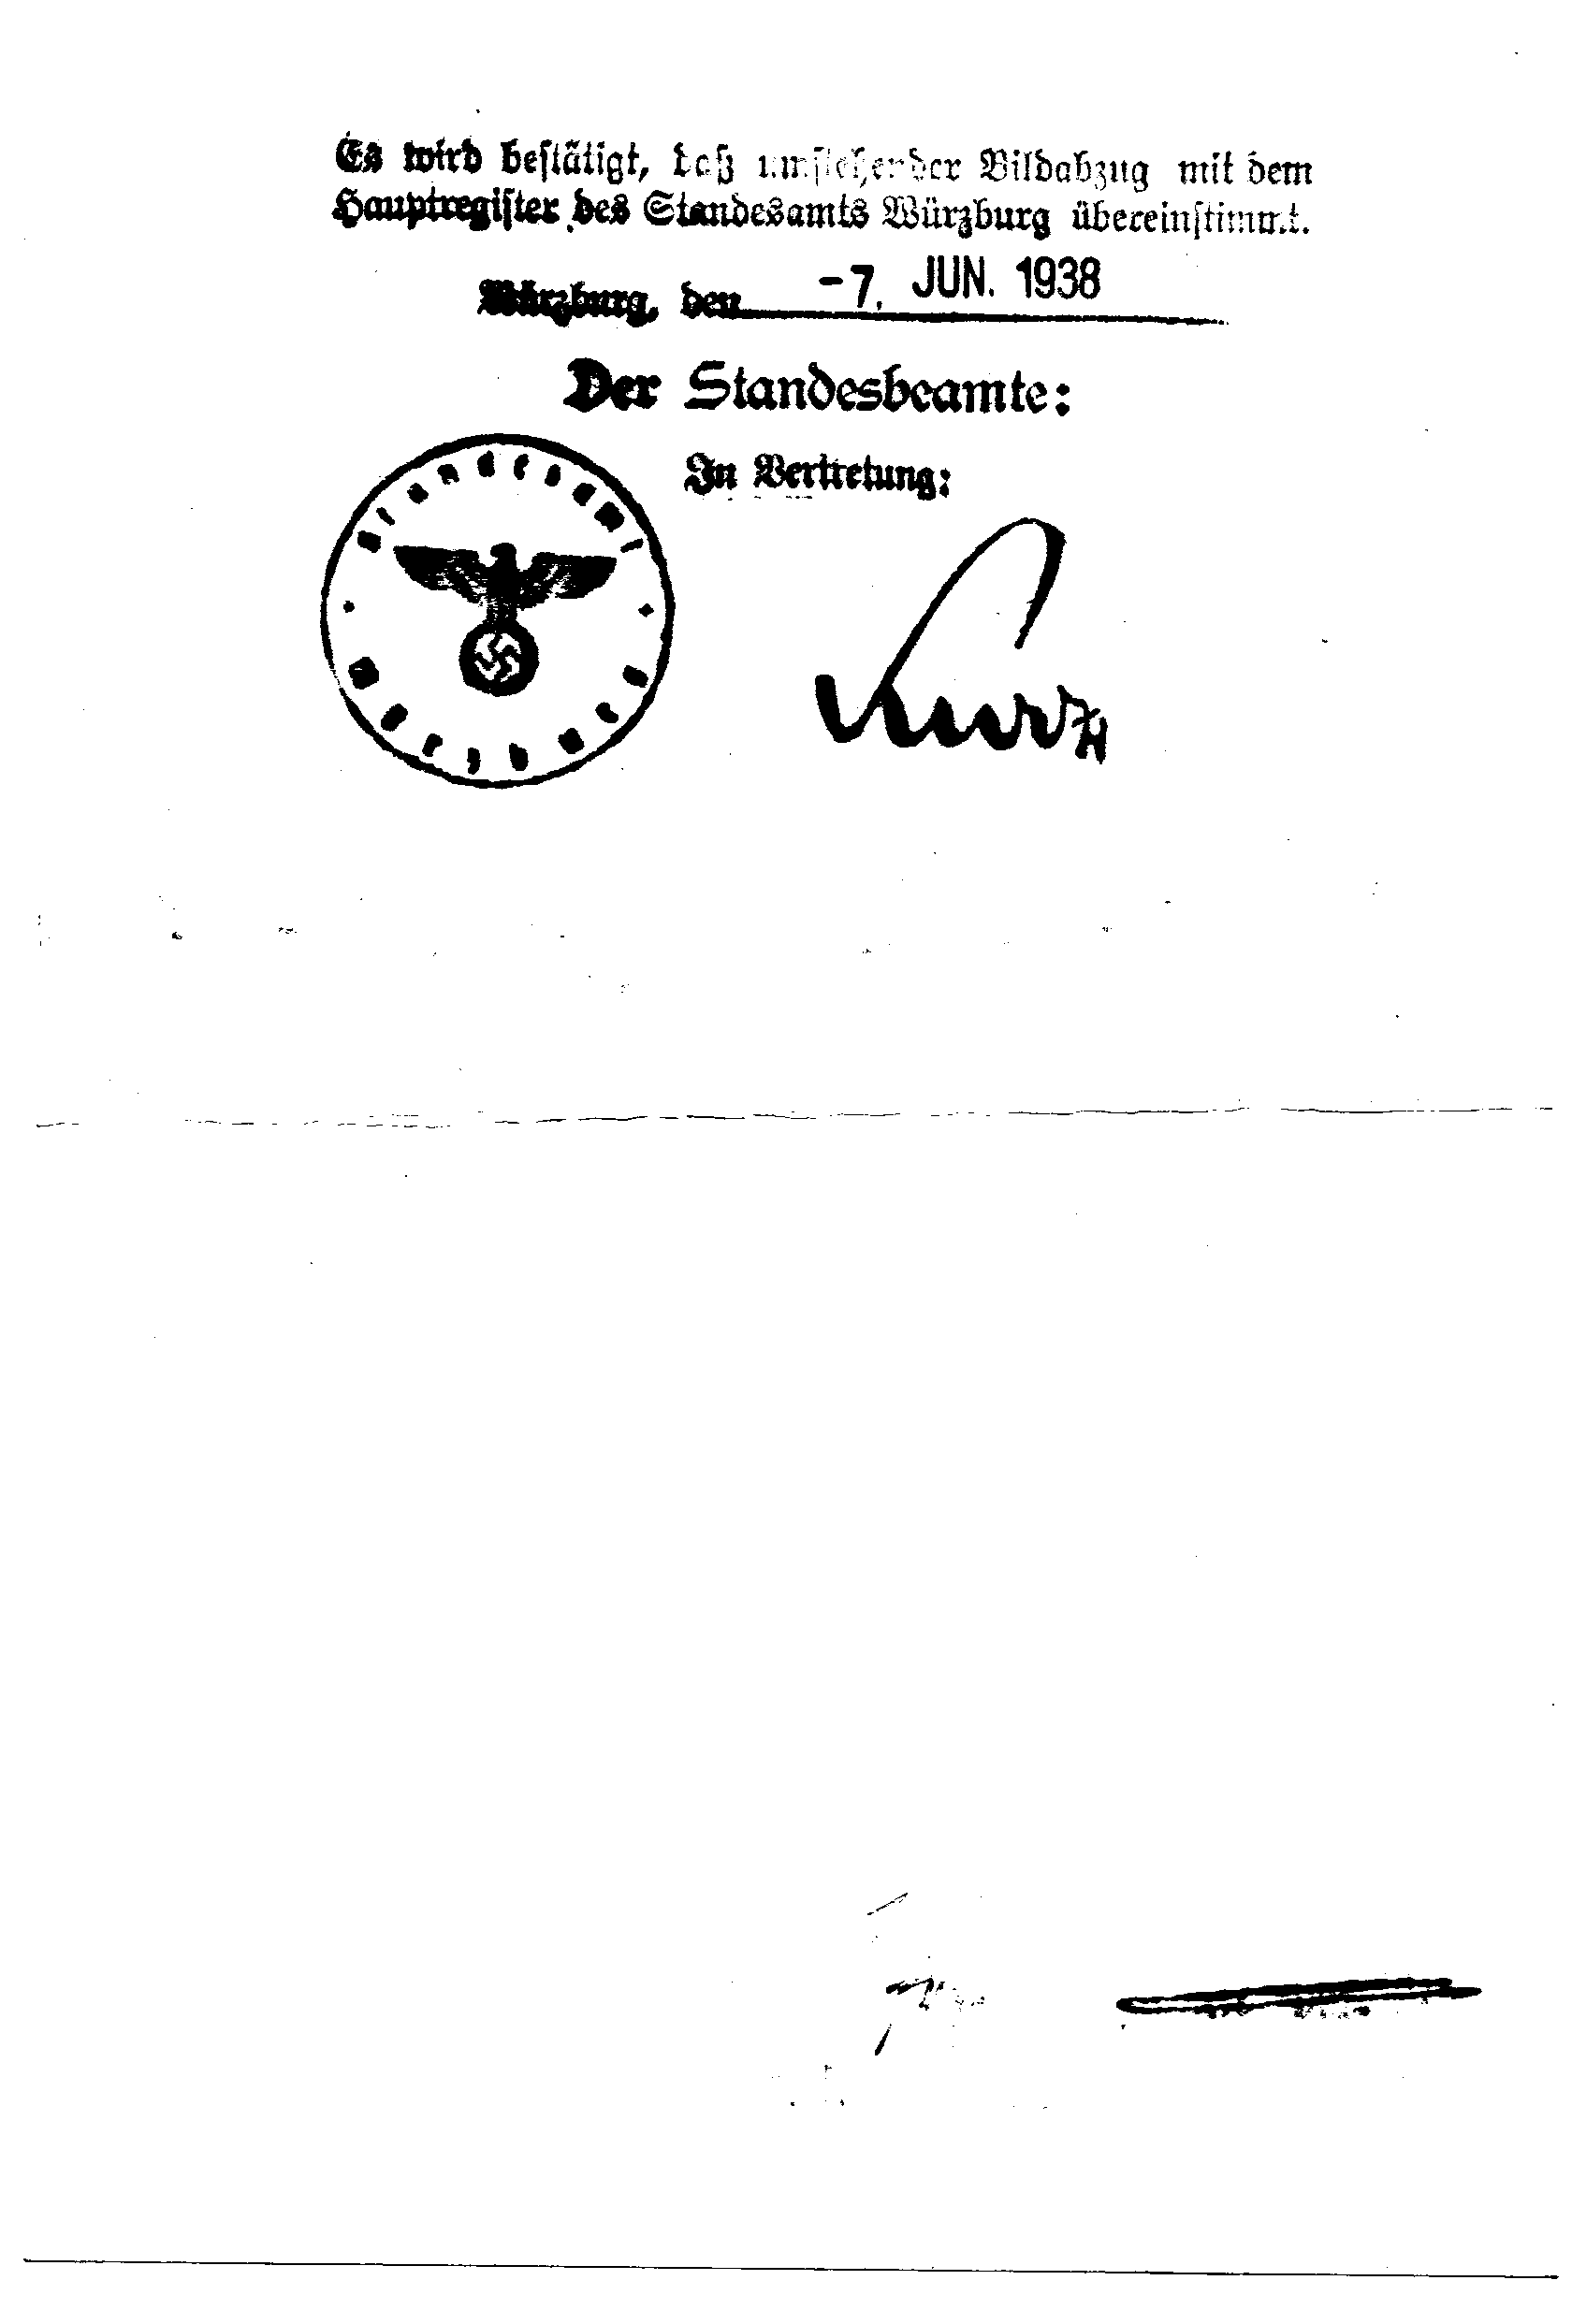 Es wird bestätigt, daß umstehender Bildabzug mit dem
Hauptregister des Standesamts Würzburg übereinstimmt.
Würzburg, den -7. JUN. 1938
Der Standesbeamte:
In Vertretung:
Standesamt
Würzburg
Kurz